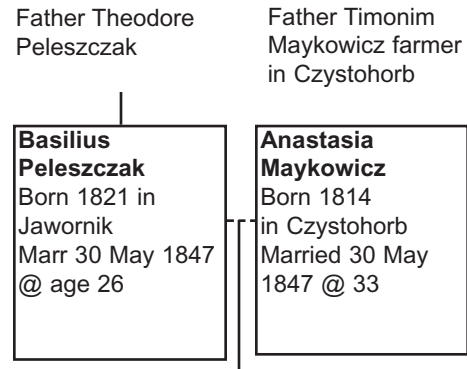 Father Theodore
Peleszczak
Father Timonim
Maykowicz farmer
in Czystohorb
Basilius
Peleszczak
Born 1821 in
Jawornik
Marr 30 May 1847
@ age 26
Anastasia
Maykowicz
Born 1814
in Czystohorb
Married 30 May
1847 @ 33